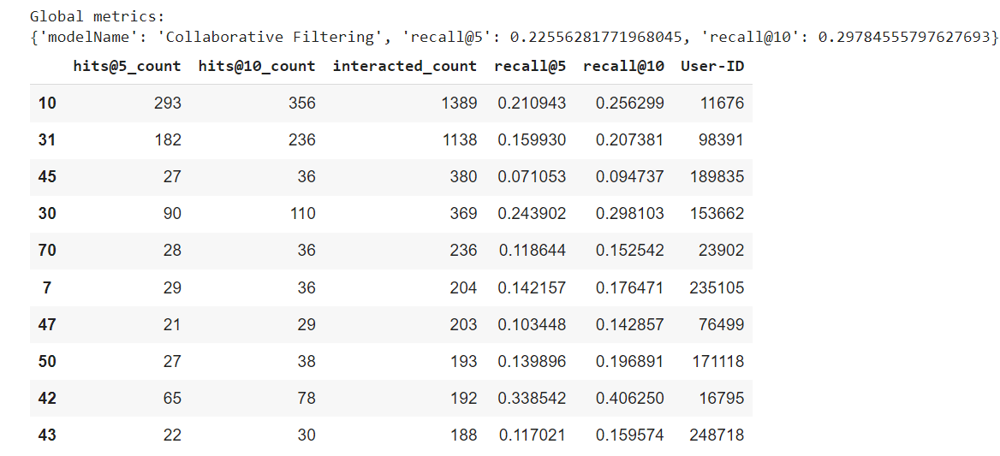 Global metrics:
{'modelName': 'Collaborative Filtering', 'recall@5': 0.22556281771968045, 'recall@10': 0.29784555797627693}
hits@5_count hits@10_count interacted_count recall@5 recall@10 User-ID
10 293 356 1389 0.210943 0.256299 11676
31 182 236 1138 0.159930 0.207381 98391
45 27 36 380 0.071053 0.094737 189835
30 90 110 369 0.243902 0.298103 153662
70 28 36 236 0.118644 0.152542 23902
7 29 36 204 0.142157 0.176471 235105
47 21 29 203 0.103448 0.142857 76499
50 27 38 193 0.139896 0.196891 171118
42 65 78 192 0.338542 0.406250 16795
43 22 30 188 0.117021 0.159574 248718